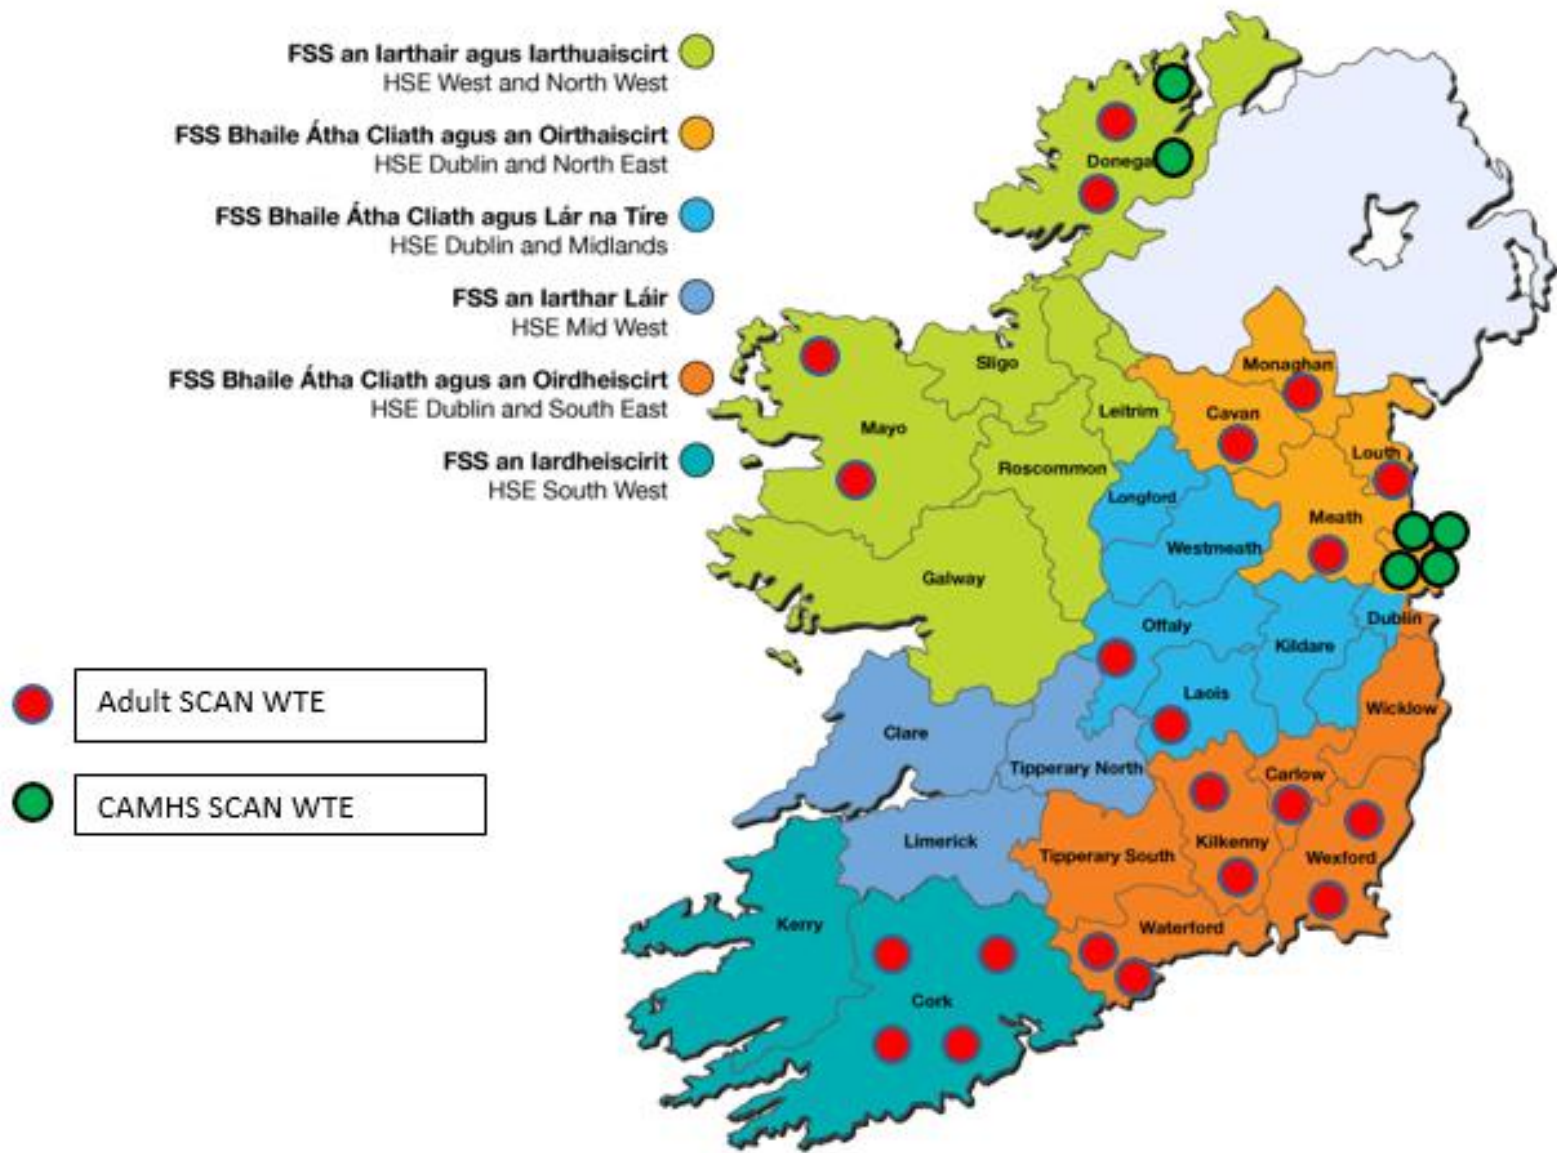 FSS an Iarthair agus Iarthuaiscirt
HSE West and North West
FSS Bhaile Átha Cliath agus an Oirthaiscirt
HSE Dublin and North East
FSS Bhaile Átha Cliath agus Lár na Tíre
HSE Dublin and Midlands
FSS an Iarthar Láir
HSE Mid West
FSS Bhaile Átha Cliath agus an Oirdheiscirt
HSE Dublin and South East
FSS an Iardheiscirit
HSE South West
Adult SCAN WTE
CAMHS SCAN WTE
Donega
Monaghan
Sligo
Cavan
Leitrim
Mayo
Louth
Roscommon
Longford
Meath
Westmeath
Galway
Dublin
Offaly
Kildare
Laois
Wicklow
Clare
Tipperary North
Carlow
Limerick
Kilkenny
Tipperary South
Wexford
Kerry
Waterford
Cork